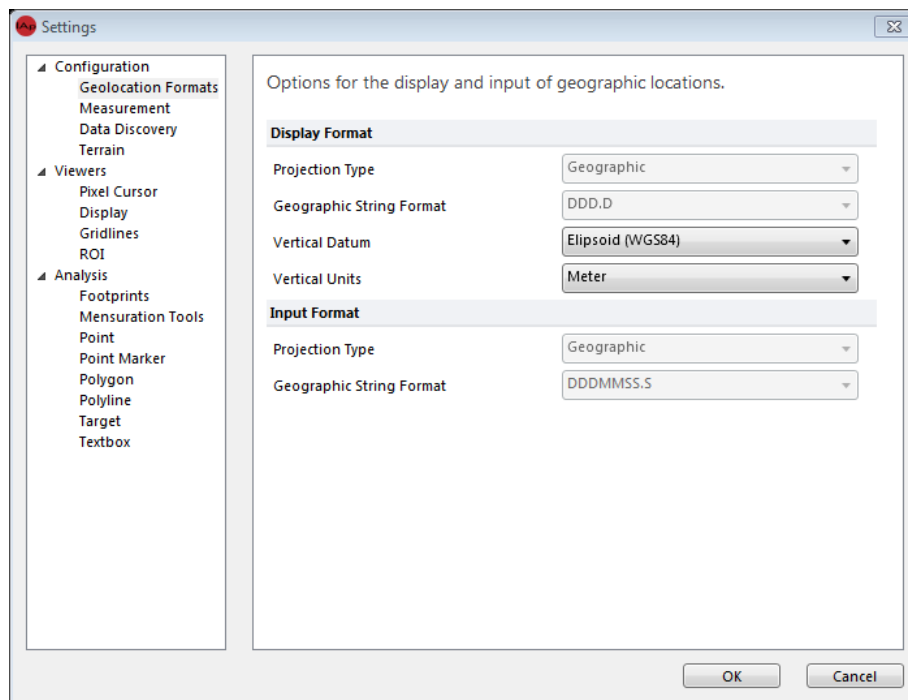 IAp Settings
Configuration
Geolocation Formats
Measurement
Data Discovery
Terrain
Viewers
Pixel Cursor
Display
Gridlines
ROI
Analysis
Footprints
Mensuration Tools
Point
Point Marker
Polygon
Polyline
Target
Textbox
Options for the display and input of geographic locations.
Display Format
Projection Type Geographic
Geographic String Format DDD.D
Vertical Datum Elipsoid (WGS84)
Vertical Units Meter
Input Format
Projection Type Geographic
Geographic String Format DDDMMSS.S
OK Cancel